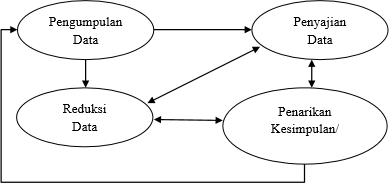 Pengumpulan
Data
Penyajian
Data
Reduksi
Data
Penarikan
Kesimpulan/